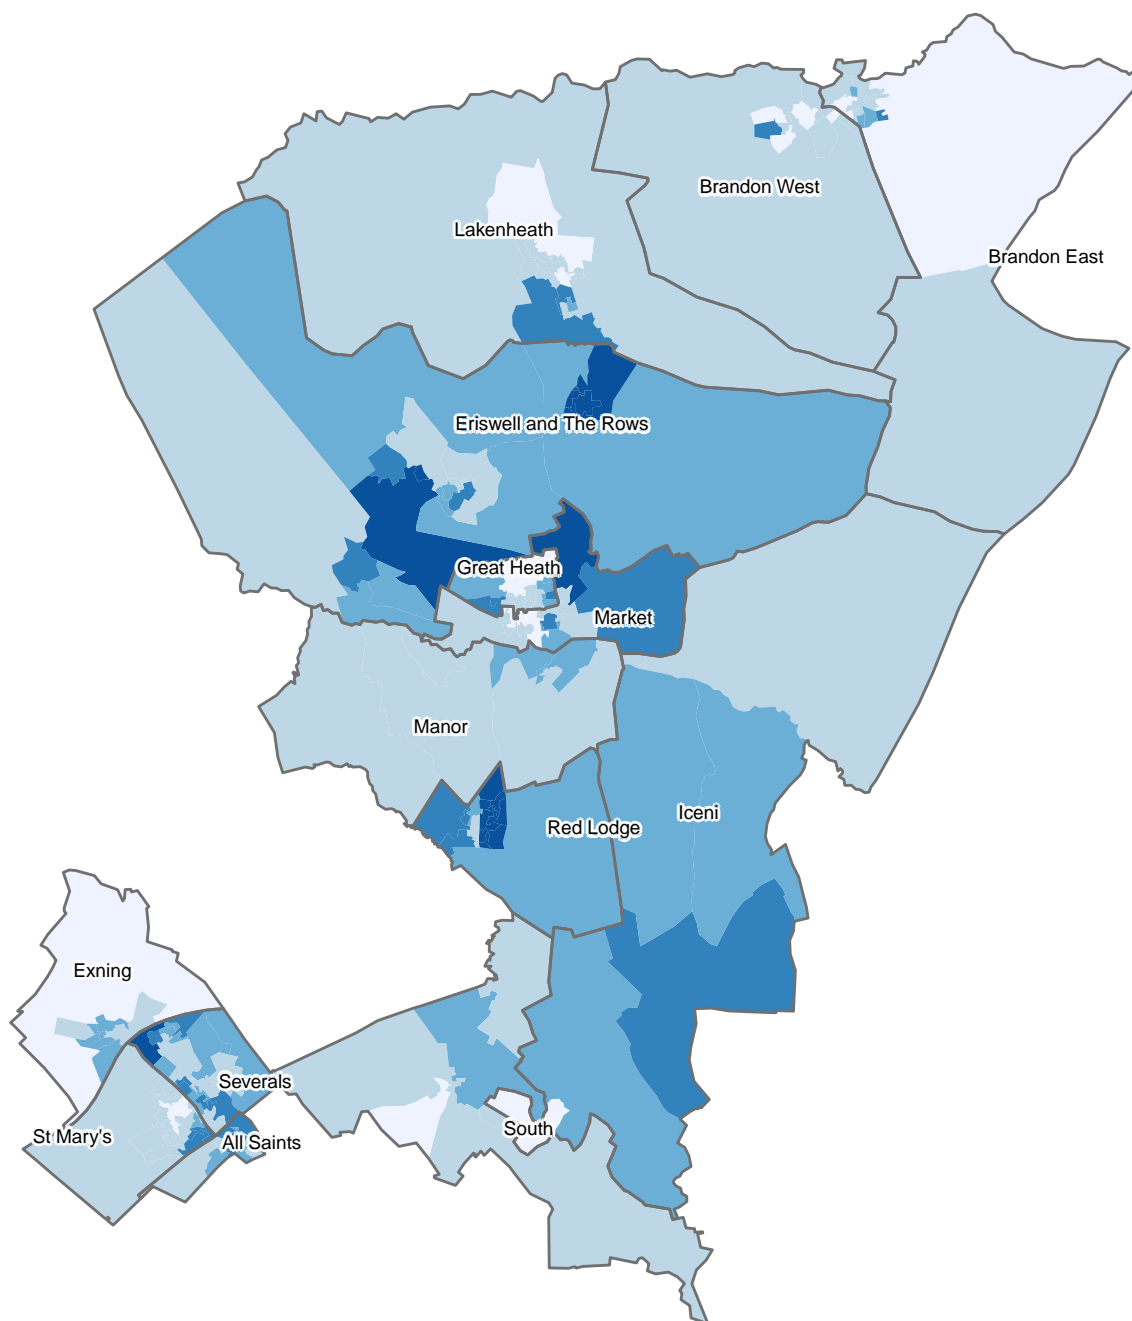 Brandon West
Lakenheath
Brandon East
Eriswell and The Rows
Great Heath
Market
Manor
Iceni
Red Lodge
Exning
Severals
South
St Mary's
All Saints